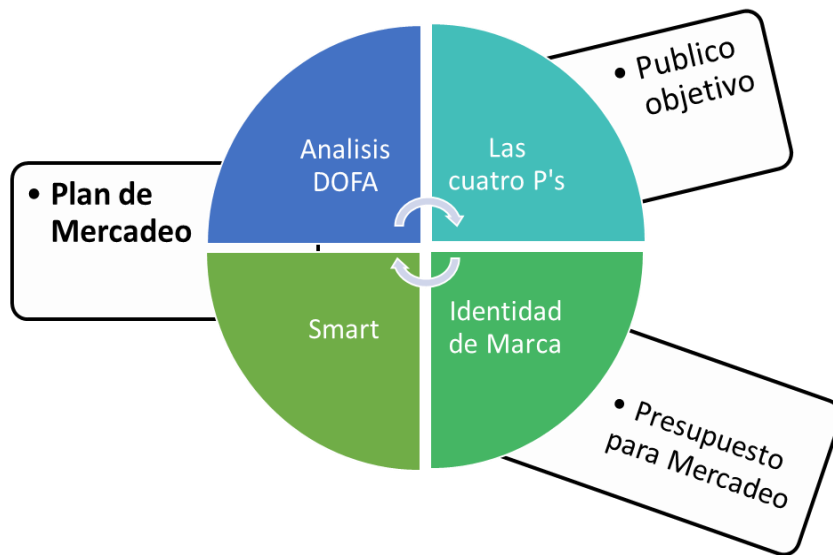 • Publico
objetivo
Analisis
DOFA
Las
cuatro P's
• Plan de
Mercadeo
Smart
Identidad
de Marca
• Presupuesto
para Mercadeo